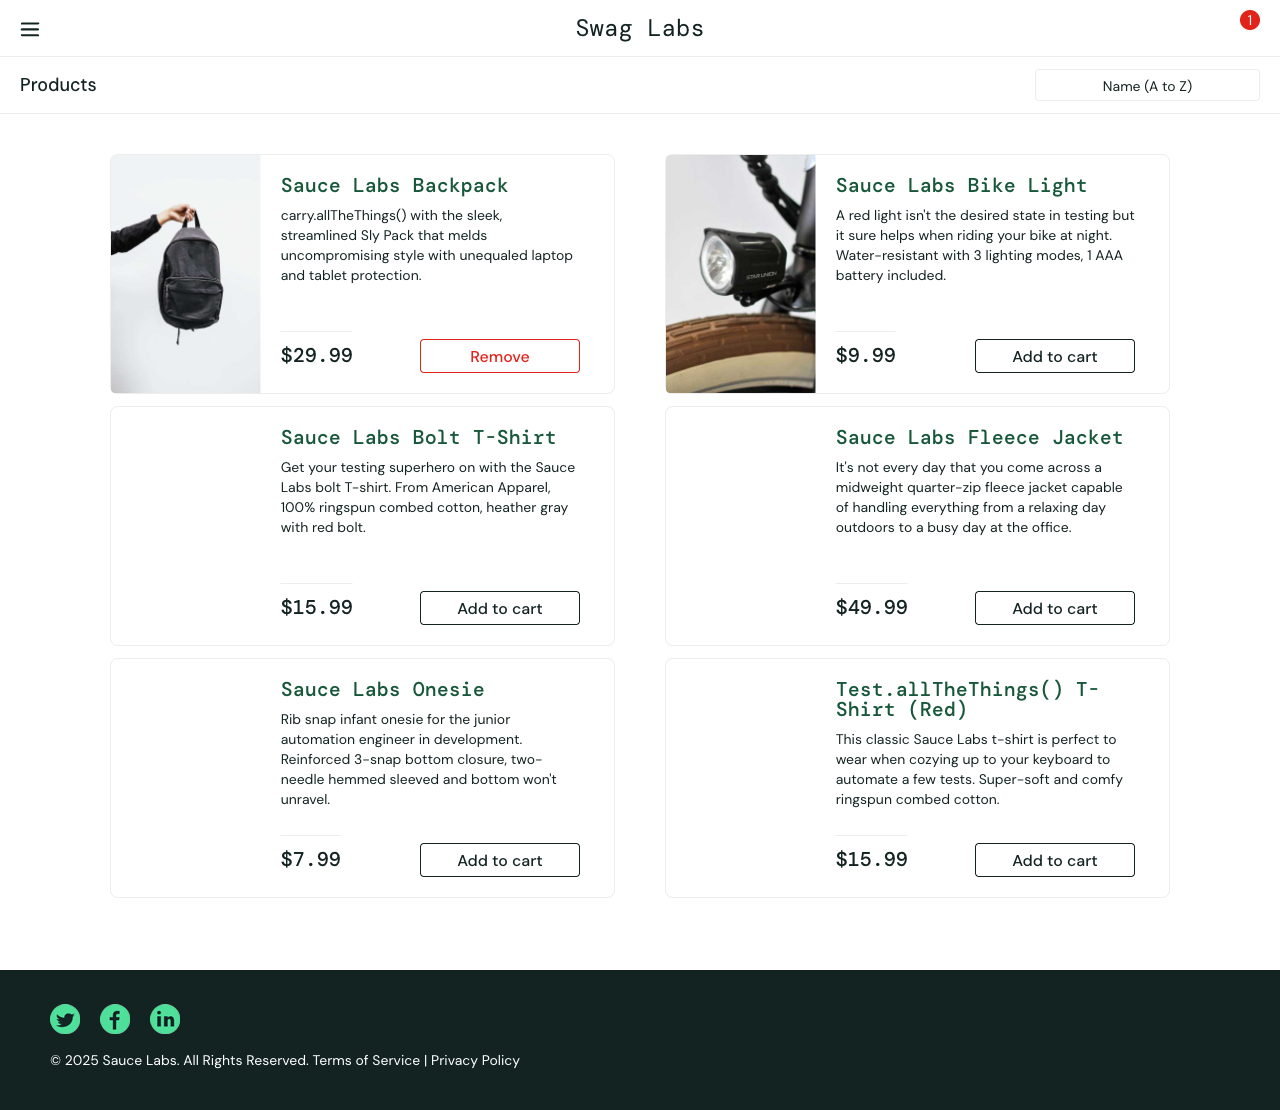 Swag Labs
1
Products
Name (A to Z)
Sauce Labs Backpack
carry.allTheThings() with the sleek,
streamlined Sly Pack that melds
uncompromising style with unequaled laptop
and tablet protection.
$29.99
Remove
STAR UNION
Sauce Labs Bike Light
A red light isn't the desired state in testing but
it sure helps when riding your bike at night.
Water-resistant with 3 lighting modes, 1 AAA
battery included.
$9.99
Add to cart
Sauce Labs Bolt T-Shirt
Get your testing superhero on with the Sauce
Labs bolt T-shirt. From American Apparel,
100% ringspun combed cotton, heather gray
with red bolt.
$15.99
Add to cart
Sauce Labs Fleece Jacket
It's not every day that you come across a
midweight quarter-zip fleece jacket capable
of handling everything from a relaxing day
outdoors to a busy day at the office.
$49.99
Add to cart
Sauce Labs Onesie
Rib snap infant onesie for the junior
automation engineer in development.
Reinforced 3-snap bottom closure, two-
needle hemmed sleeved and bottom won't
unravel.
$7.99
Add to cart
Test.allTheThings() T-
Shirt (Red)
This classic Sauce Labs t-shirt is perfect to
wear when cozying up to your keyboard to
automate a few tests. Super-soft and comfy
ringspun combed cotton.
$15.99
Add to cart
© 2025 Sauce Labs. All Rights Reserved. Terms of Service | Privacy Policy